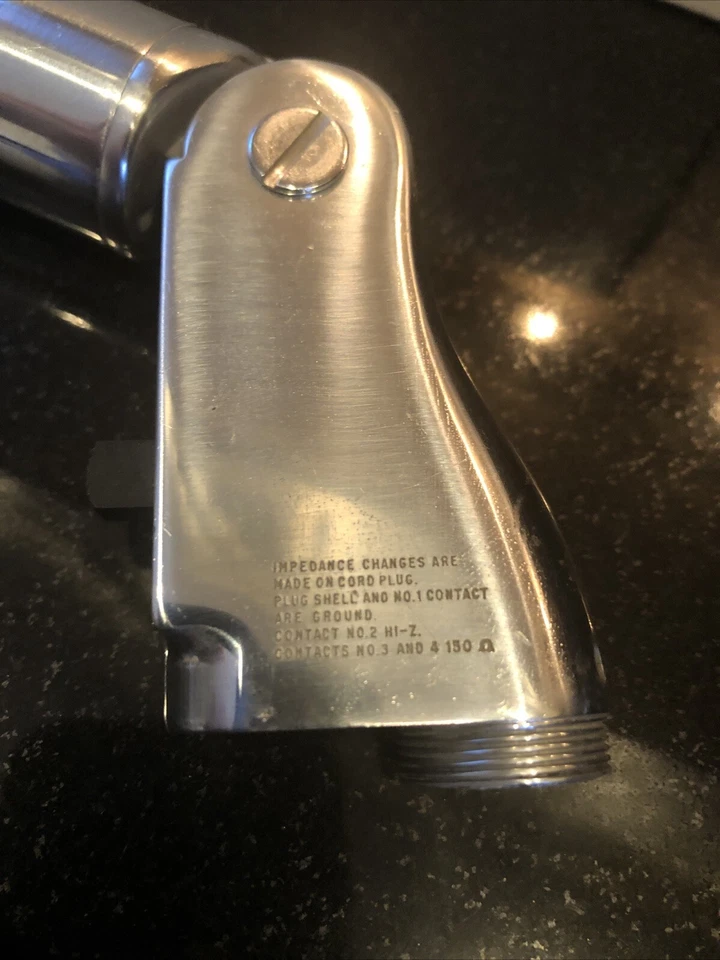 IMPEDANCE CHANGES ARE
MADE ON CORD PLUG.
PLUG SHELL AND NO.1 CONTACT
ARE GROUND.
CONTACT NO.2 HI-Z.
CONTACTS NO.3 AND 4 150 Ω